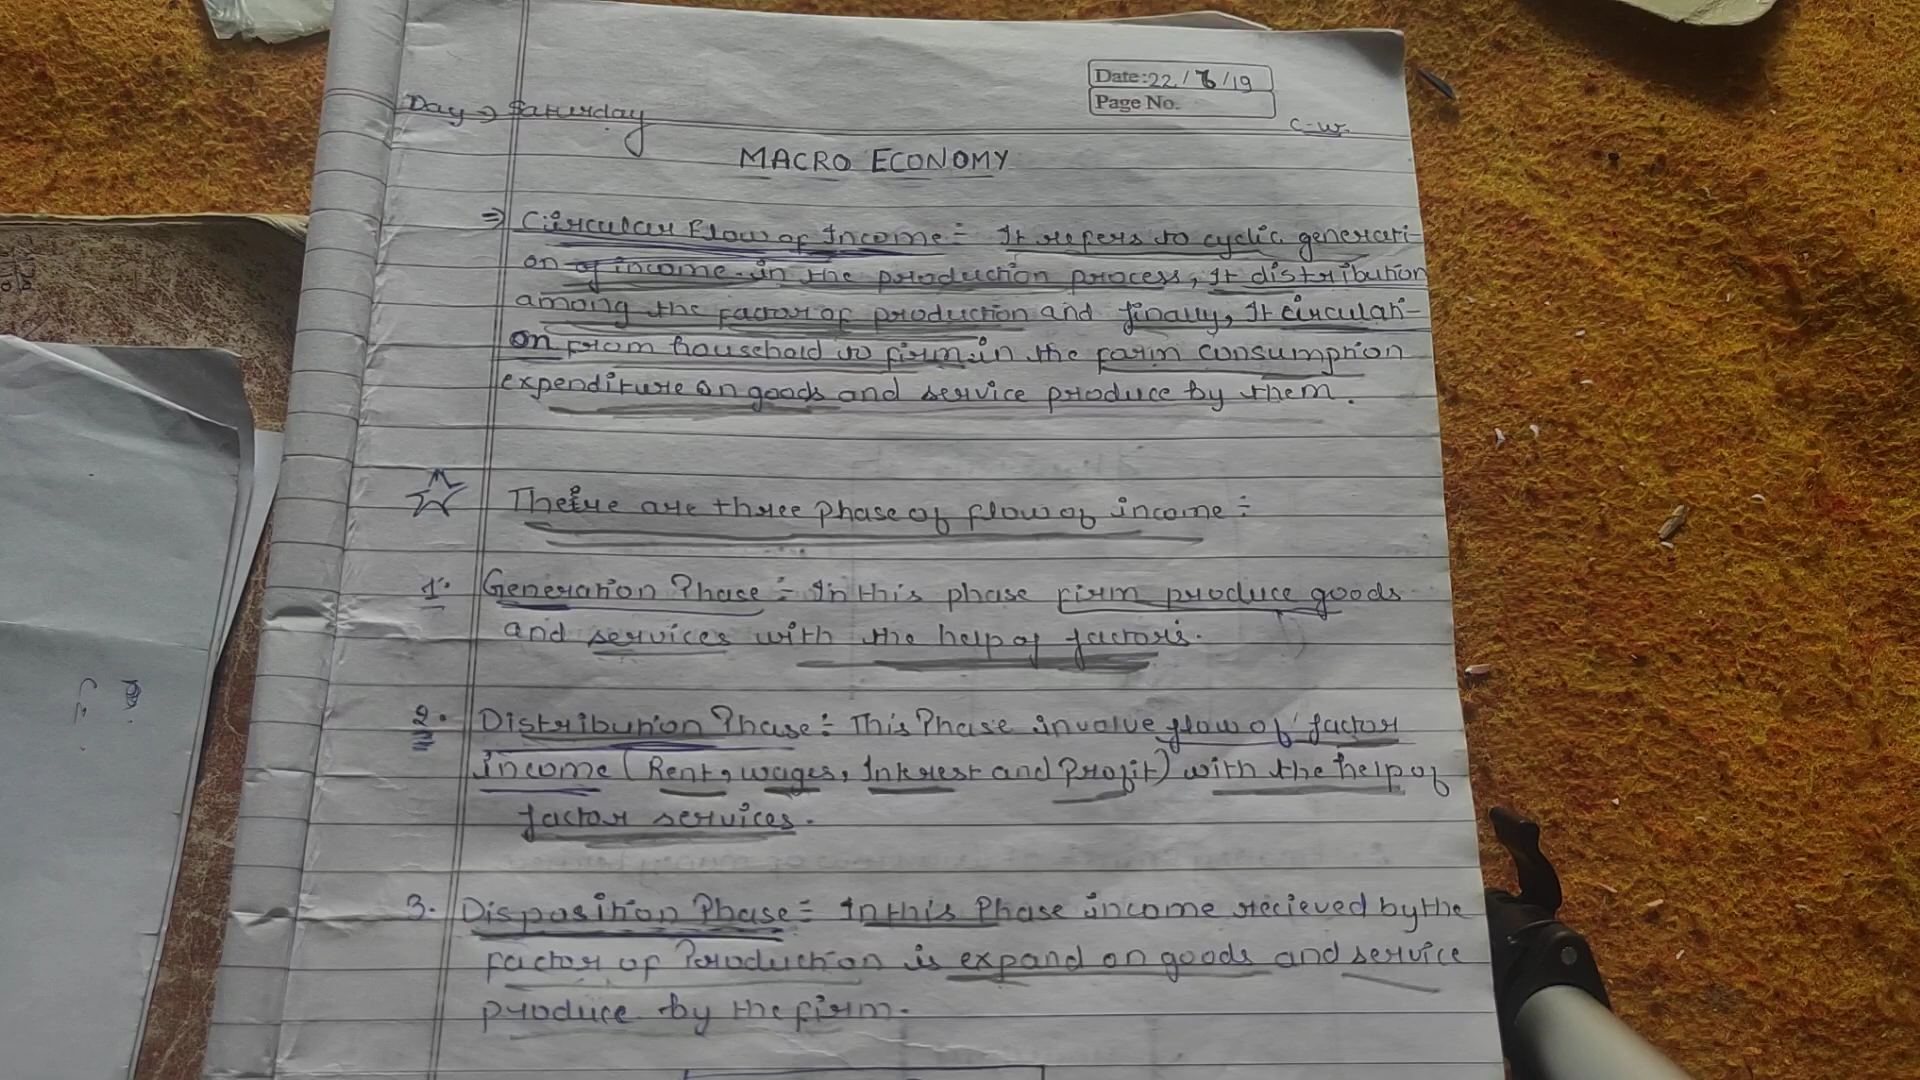 Date: 22/6/19
Page No.
Day → Saturday
C-W
MACRO ECONOMY
⇒ Circular Flow of Income:- It refers to cyclic generati-
on of income in the production process, It distribution
among the factor of production and finally, It circulati-
on from household to firm in the farm consumption
expenditure on goods and service produce by them.
☆ There are three phase of flow of income:-
1. Generation Phase:- In this phase firm produce goods
and services with the help of factors.
2. Distribution Phase:- This Phase involve flow of factor
income (Rent, wages, Interest and Profit) with the help of
factor services.
3. Disposition Phase:- In this Phase income recieved by the
factor of Production is expand on goods and service
produce by the firm.